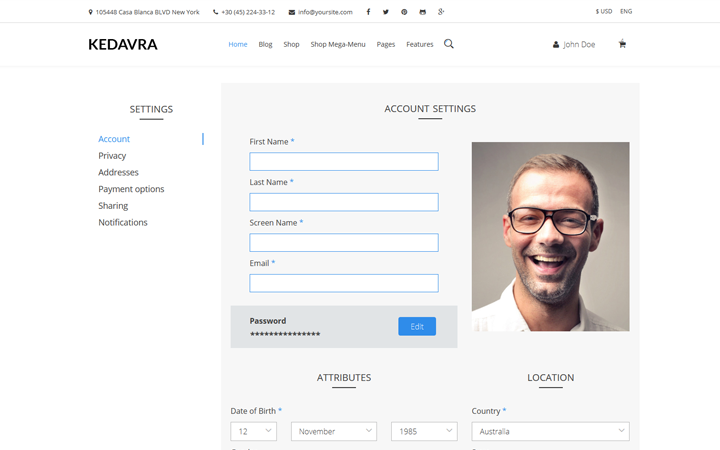 105448 Casa Blanca BLVD New York +30 (45) 224-33-12 info@yoursite.com $ USD ENG
KEDAVRA Home Blog Shop Shop Mega-Menu Pages Features John Doe
SETTINGS
Account
Privacy
Addresses
Payment options
Sharing
Notifications
ACCOUNT SETTINGS
First Name *
Last Name *
Screen Name *
Email *
Password
***************
Edit
ATTRIBUTES
Date of Birth *
12 November 1985
LOCATION
Country *
Australia